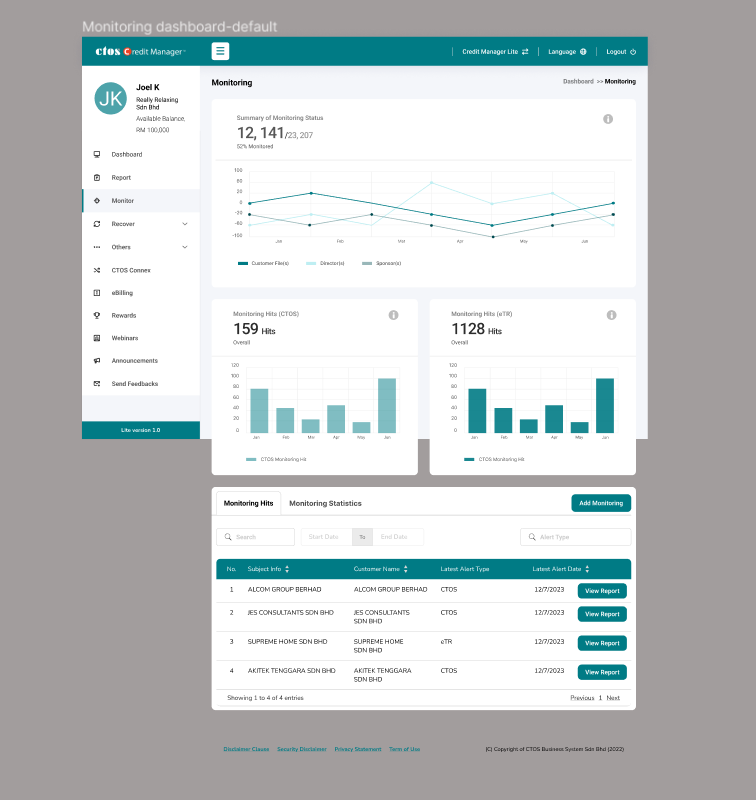 Monitoring dashboard-default
ctos Credit Manager
Credit Manager Lite
Language
Logout
JK
Joel K
Really Relaxing
Sdn Bhd
Available Balance,
RM 100,000
Dashboard
Report
Monitor
Recover
Others
CTOS Connex
eBilling
Rewards
Webinars
Announcements
Send Feedbacks
Lite version 1.0
Monitoring
Dashboard >> Monitoring
Summary of Monitoring Status
12, 141/23, 207
52% Monitored
100
80
20
0
-20
-80
-100
Jan Feb Mar Apr May Jun
Customer File(s) Director(s) Sponsor(s)
Monitoring Hits (CTOS)
159 Hits
Overall
120
100
80
60
40
20
0
Jan Feb Mar Apr May Jun
CTOS Monitoring Hit
Monitoring Hits (eTR)
1128 Hits
Overall
120
100
80
60
40
20
0
Jan Feb Mar Apr May Jun
CTOS Monitoring Hit
Monitoring Hits
Monitoring Statistics
Add Monitoring
Search
Start Date To End Date
Alert Type
No. Subject Info Customer Name Latest Alert Type Latest Alert Date
1 ALCOM GROUP BERHAD ALCOM GROUP BERHAD CTOS 12/7/2023 View Report
2 JES CONSULTANTS SDN BHD JES CONSULTANTS CTOS 12/7/2023 View Report
SDN BHD
3 SUPREME HOME SDN BHD SUPREME HOME eTR 12/7/2023 View Report
SDN BHD
4 AKITEK TENGGARA SDN BHD AKITEK TENGGARA CTOS 12/7/2023 View Report
SDN BHD
Showing 1 to 4 of 4 entries
Previous 1 Next
Disclaimer Clause Security Disclaimer Privacy Statement Term of Use
(C) Copyright of CTOS Business System Sdn Bhd (2022)